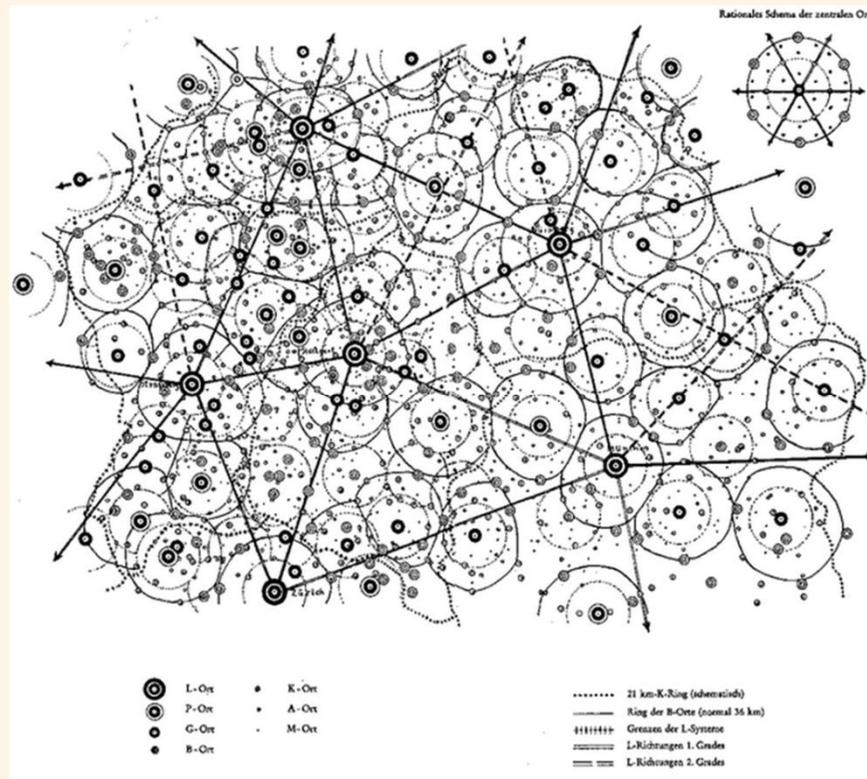 Rationales Schema der zentralen Or
Zürich
L-Ort
P-Ort
G-Ort
B-Ort
K-Ort
A-Ort
M-Ort
21 km-K-Ring (schematisch)
Ring der B-Orte (normal 36 km)
Grenzen der L-Systeme
L-Richtungen 1. Grades
L-Richtungen 2. Grades